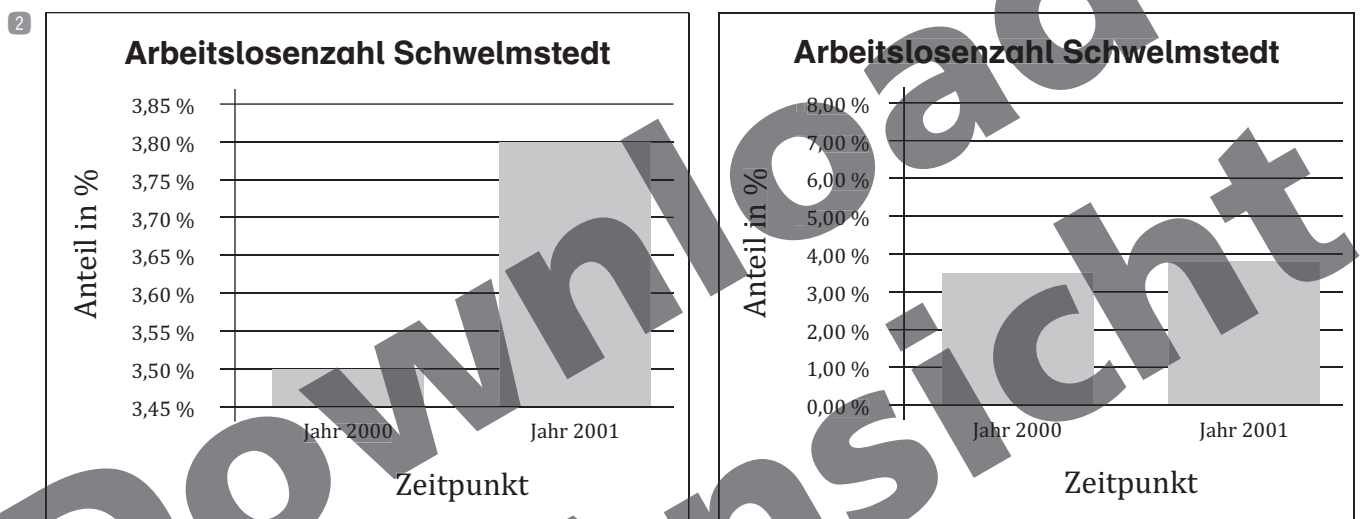 2
Arbeitslosenzahl Schwelmstedt
Anteil in %
3,85 %
3,80 %
3,75 %
3,70 %
3,65 %
3,60 %
3,55 %
3,50 %
3,45 %
Jahr 2000 Jahr 2001
Zeitpunkt
Arbeitslosenzahl Schwelmstedt
Anteil in %
8,00 %
7,00 %
6,00 %
5,00 %
4,00 %
3,00 %
2,00 %
1,00 %
0,00 %
Jahr 2000 Jahr 2001
Zeitpunkt
Download
nsicht